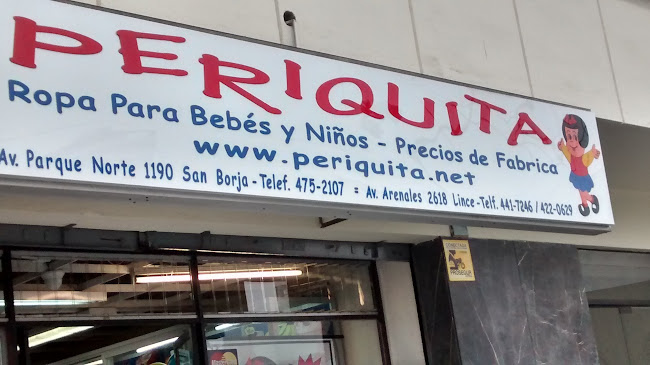 PERIQUITA
Ropa Para Bebés y Niños - Precios de Fabrica
www.periquita.net
Av. Parque Norte 1190 San Borja - Telef. 475-2107 = Av. Arenales 2618 Lince - Telf. 441-7246 / 422-0629
PROSEGUR